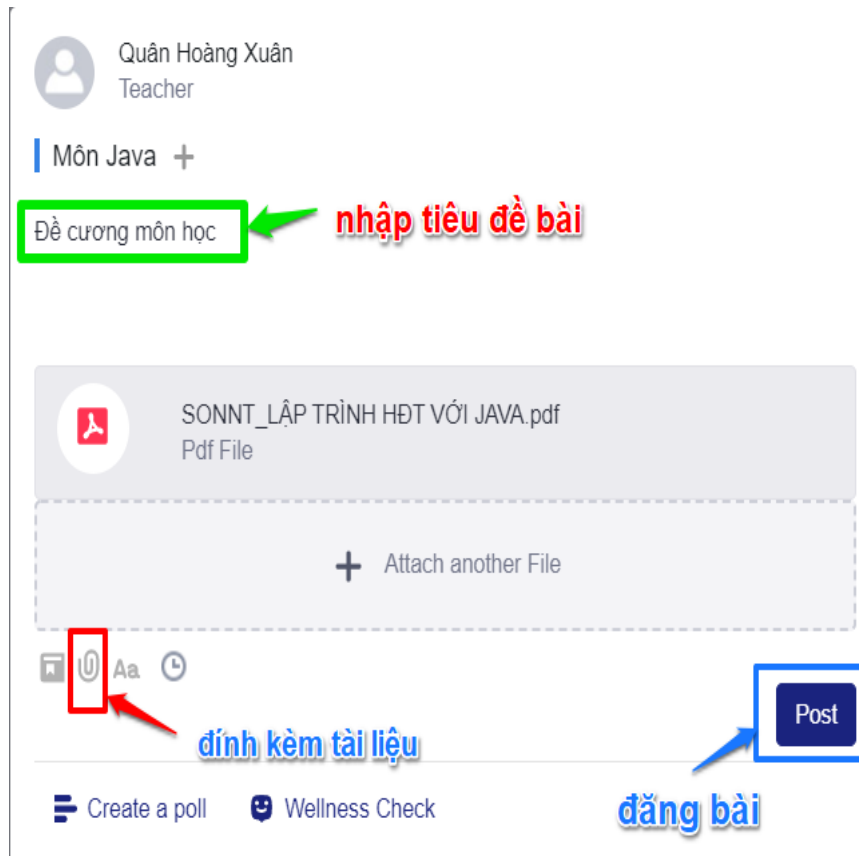 Quân Hoàng Xuân
Teacher
Môn Java +
Đề cương môn học
nhập tiêu đề bài
SONNT_LẬP TRÌNH HĐT VỚI JAVA.pdf
Pdf File
+ Attach another File
Aa
Post
đính kèm tài liệu
Create a poll
Wellness Check
đăng bài